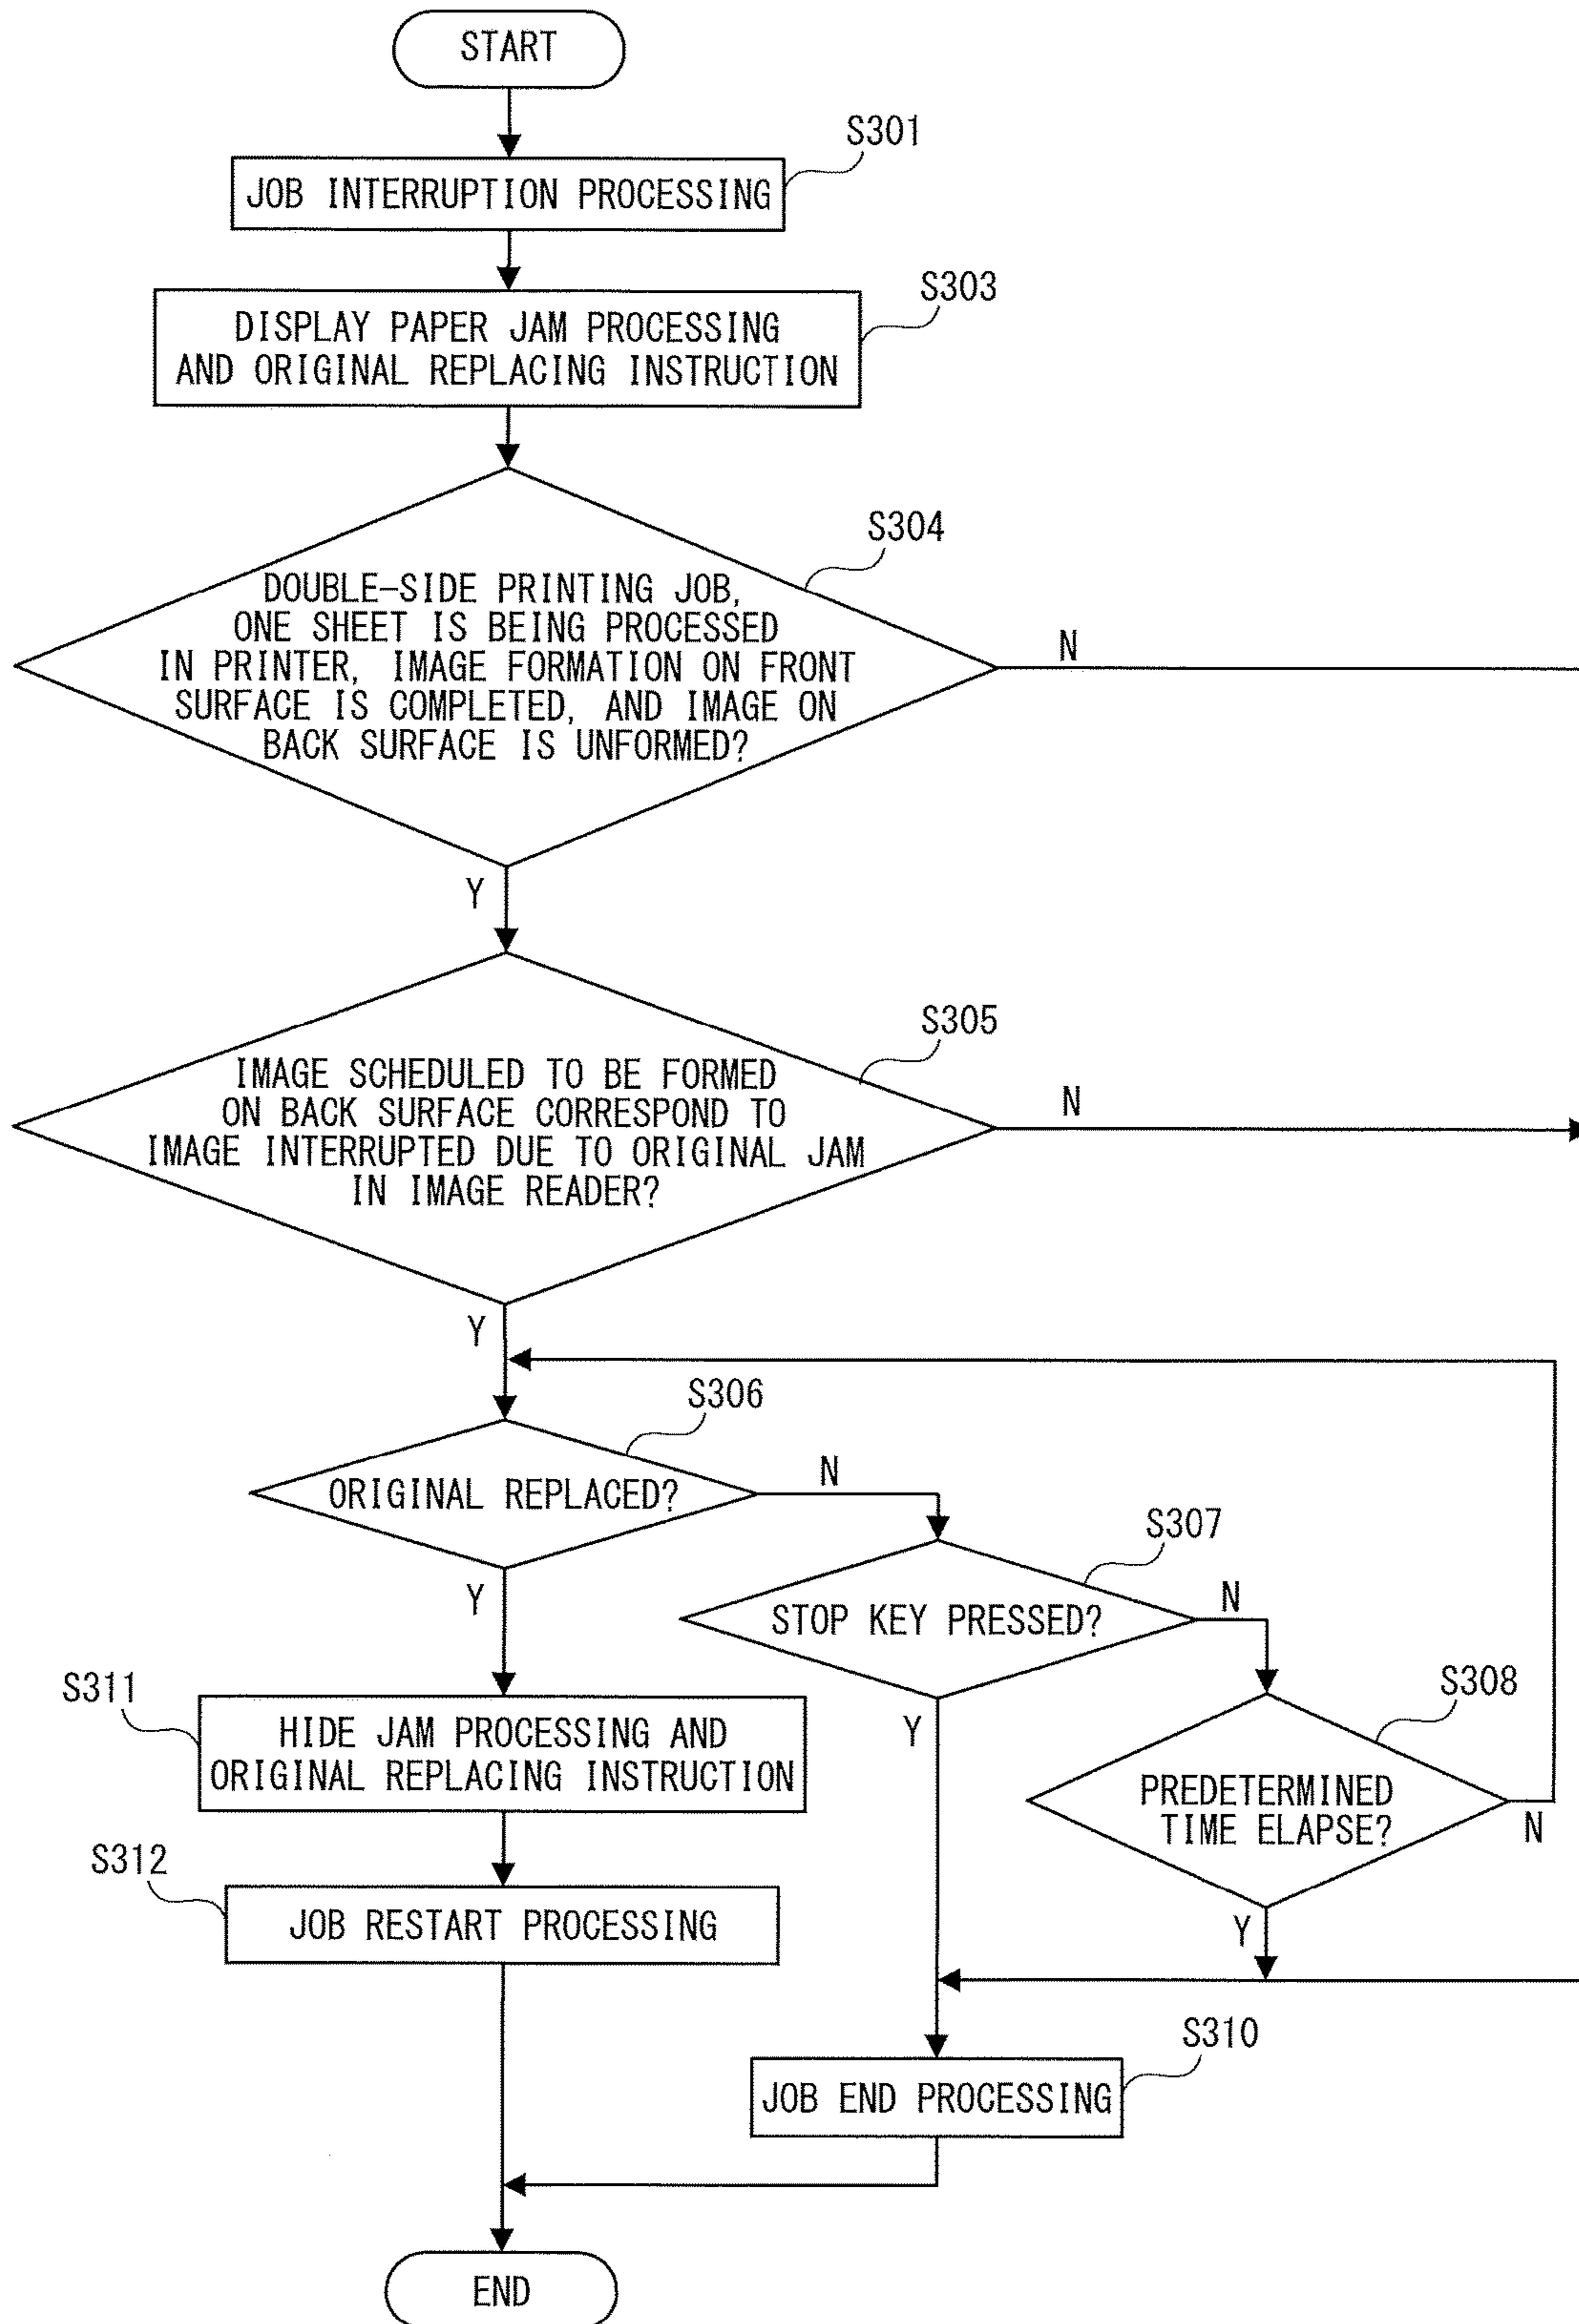 START
S301
JOB INTERRUPTION PROCESSING
S303
DISPLAY PAPER JAM PROCESSING
AND ORIGINAL REPLACING INSTRUCTION
S304
DOUBLE-SIDE PRINTING JOB,
ONE SHEET IS BEING PROCESSED
IN PRINTER, IMAGE FORMATION ON FRONT
SURFACE IS COMPLETED, AND IMAGE ON
BACK SURFACE IS UNFORMED?
N
Y
S305
IMAGE SCHEDULED TO BE FORMED
ON BACK SURFACE CORRESPOND TO
IMAGE INTERRUPTED DUE TO ORIGINAL JAM
IN IMAGE READER?
N
Y
S306
ORIGINAL REPLACED?
N
Y
S307
STOP KEY PRESSED?
N
Y
S308
PREDETERMINED
TIME ELAPSE?
N
Y
S311
HIDE JAM PROCESSING AND
ORIGINAL REPLACING INSTRUCTION
S312
JOB RESTART PROCESSING
S310
JOB END PROCESSING
END